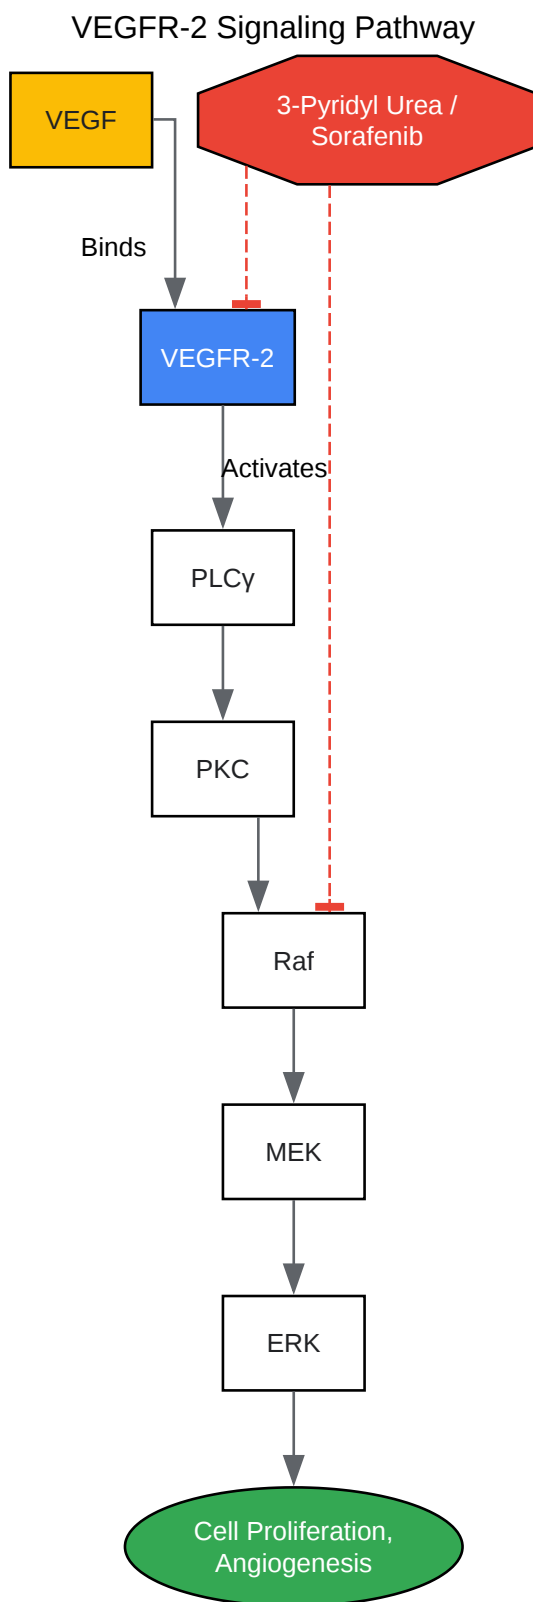 VEGFR-2 Signaling Pathway
VEGF
3-Pyridyl Urea /
Sorafenib
Binds
VEGFR-2
Activates
PLCγ
PKC
Raf
MEK
ERK
Cell Proliferation,
Angiogenesis